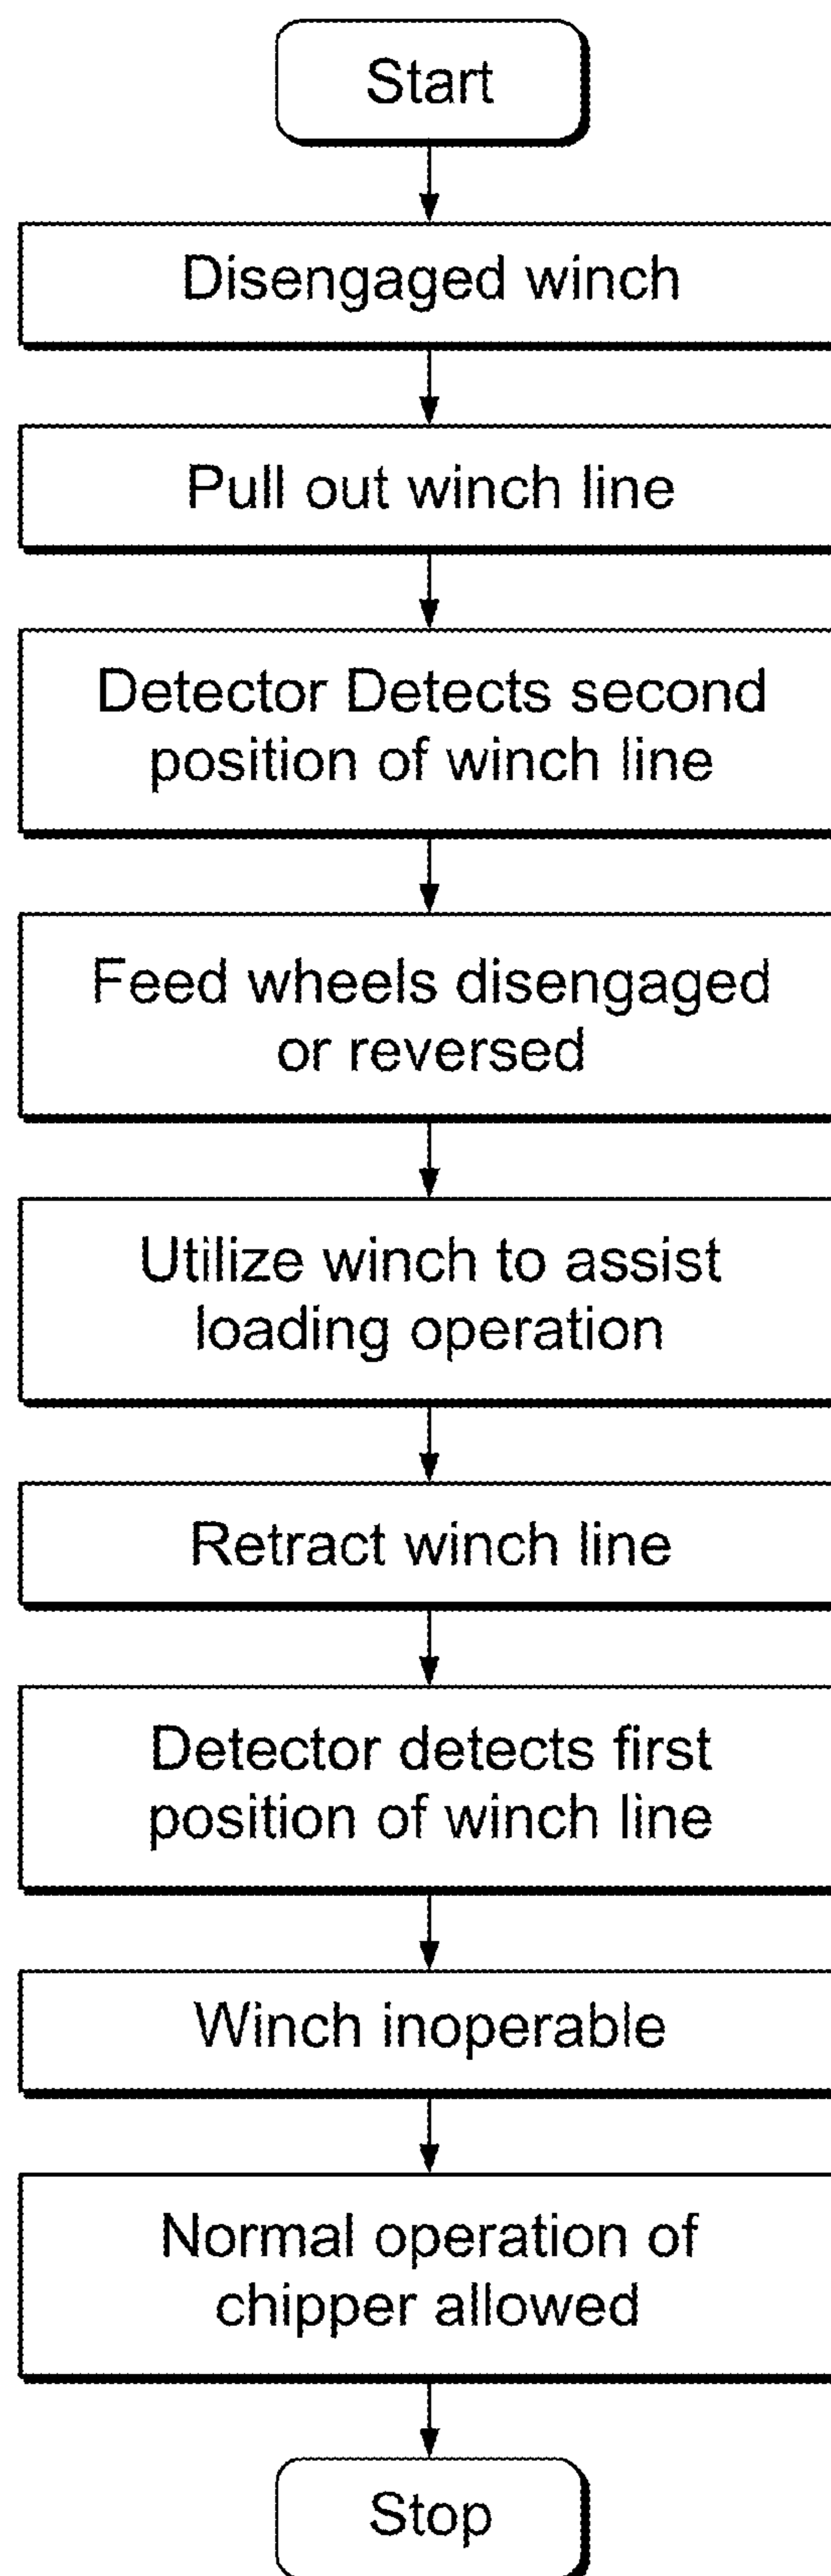 Start
Disengaged winch
Pull out winch line
Detector Detects second
position of winch line
Feed wheels disengaged
or reversed
Utilize winch to assist
loading operation
Retract winch line
Detector detects first
position of winch line
Winch inoperable
Normal operation of
chipper allowed
Stop